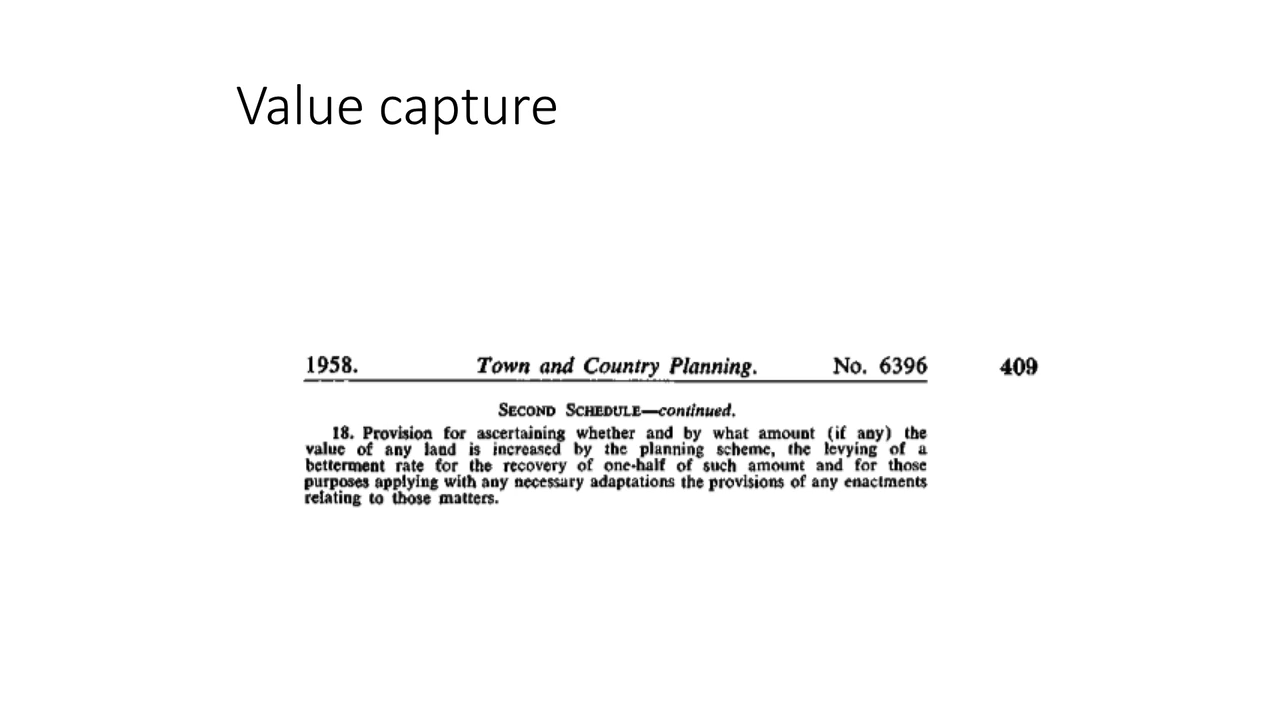 Value capture
1958. Town and Country Planning. No. 6396 409
SECOND SCHEDULE—continued.
18. Provision for ascertaining whether and by what amount (if any) the
value of any land is increased by the planning scheme, the levying of a
betterment rate for the recovery of one-half of such amount and for those
purposes applying with any necessary adaptations the provisions of any enactments
relating to those matters.